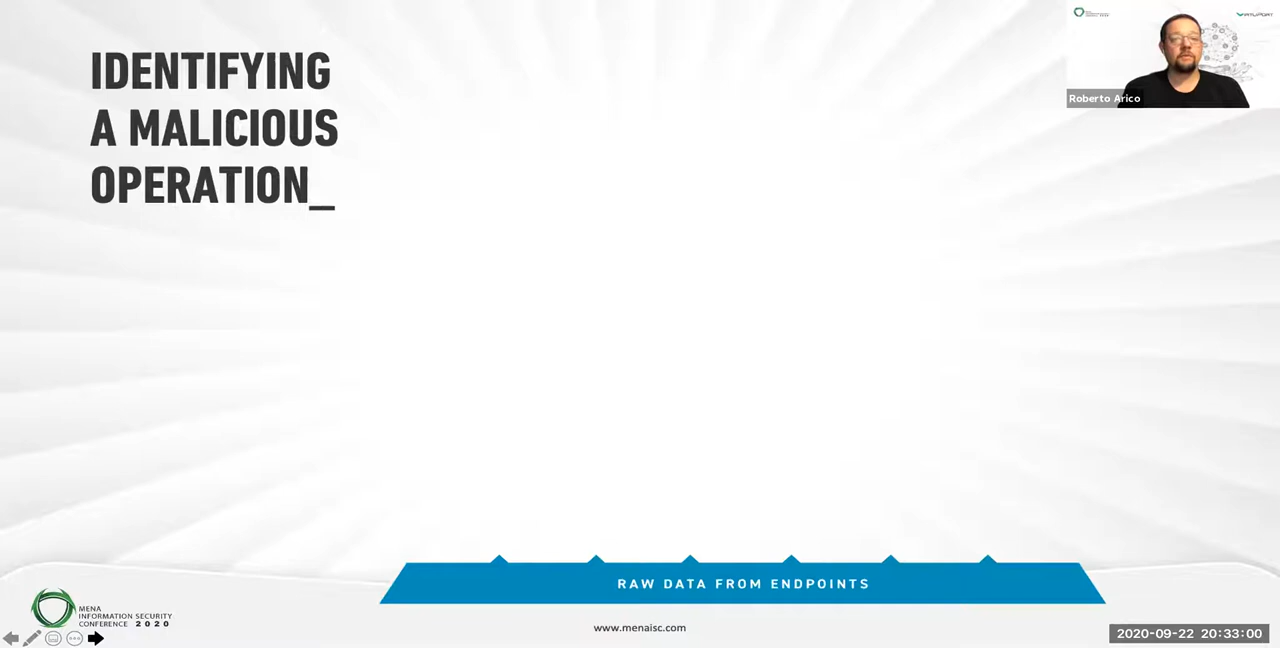 IDENTIFYING
A MALICIOUS
OPERATION_
Roberto Arico
RAW DATA FROM ENDPOINTS
MENA
INFORMATION SECURITY
CONFERENCE 2020
www.menaisc.com
2020-09-22 20:33:00